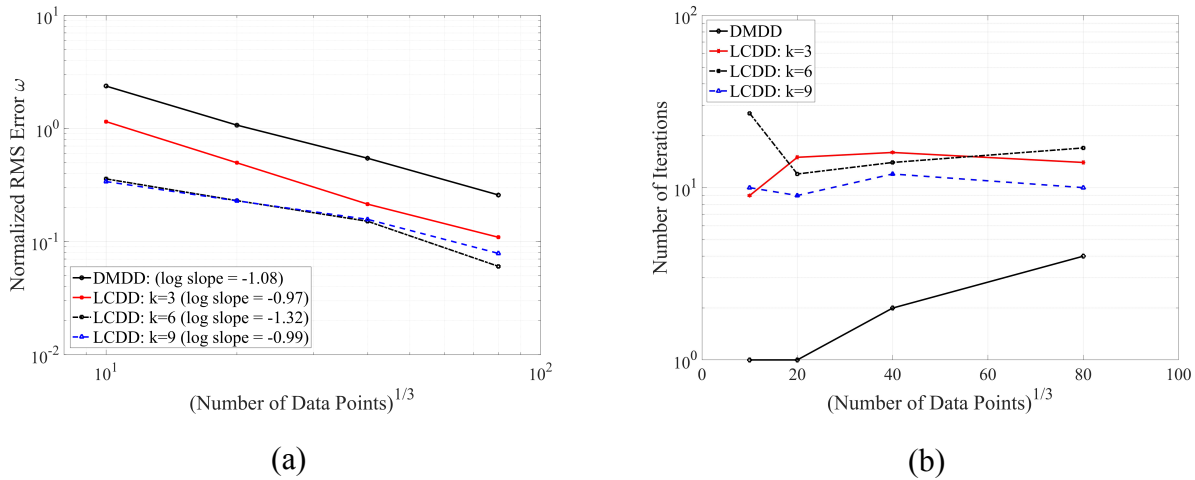 10^1
10^0
10^-1
10^-2
Normalized RMS Error ω
DMDD: (log slope = -1.08)
LCDD: k=3 (log slope = -0.97)
LCDD: k=6 (log slope = -1.32)
LCDD: k=9 (log slope = -0.99)
10^1
10^2
(Number of Data Points)^1/3
(a)
10^2
10^1
10^0
Number of Iterations
DMDD
LCDD: k=3
LCDD: k=6
LCDD: k=9
0
20
40
60
80
100
(Number of Data Points)^1/3
(b)